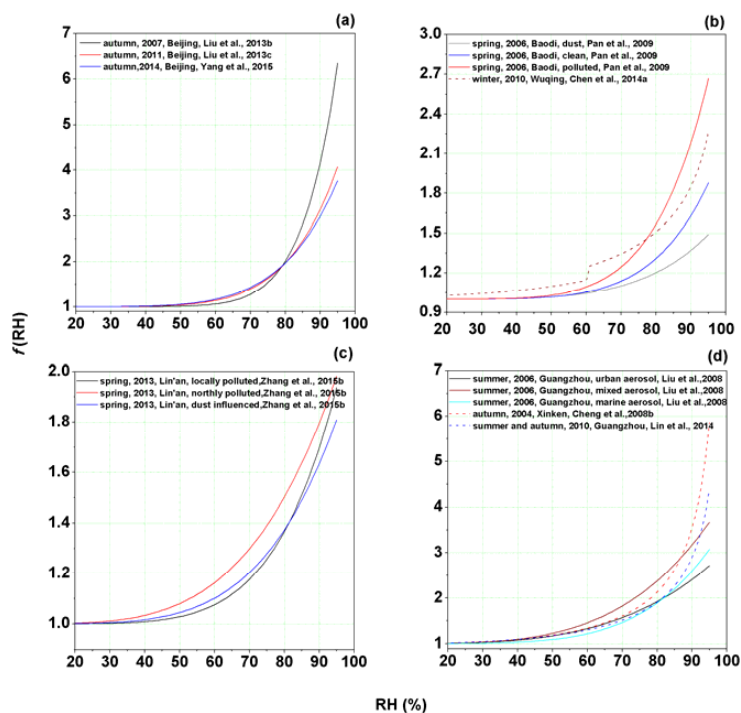 (a)
autumn, 2007, Beijing, Liu et al., 2013b
autumn, 2011, Beijing, Liu et al., 2013c
autumn,2014, Beijing, Yang et al., 2015
7
6
5
4
3
2
1
20 30 40 50 60 70 80 90 100
(b)
spring, 2006, Baodi, dust, Pan et al., 2009
spring, 2006, Baodi, clean, Pan et al., 2009
spring, 2006, Baodi, polluted, Pan et al., 2009
winter, 2010, Wuqing, Chen et al., 2014a
3.0
2.7
2.4
2.1
1.8
1.5
1.2
0.9
20 30 40 50 60 70 80 90 100
f(RH)
(c)
spring, 2013, Lin'an, locally polluted,Zhang et al., 2015b
spring, 2013, Lin'an, northly polluted,Zhang et al., 2015b
spring, 2013, Lin'an, dust influenced,Zhang et al., 2015b
2.0
1.8
1.6
1.4
1.2
1.0
20 30 40 50 60 70 80 90 100
(d)
summer, 2006, Guangzhou, urban aerosol, Liu et al.,2008
summer, 2006, Guangzhou, mixed aerosol, Liu et al.,2008
summer, 2006, Guangzhou, marine aerosol, Liu et al.,2008
autumn, 2004, Xinken, Cheng et al.,2008b
summer and autumn, 2010, Guangzhou, Lin et al., 2014
7
6
5
4
3
2
1
20 30 40 50 60 70 80 90 100
RH (%)